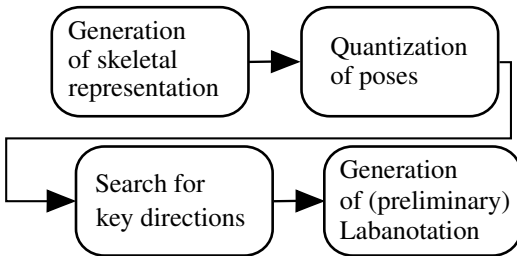 Generation
of skeletal
representation
Quantization
of poses
Search for
key directions
Generation
of (preliminary)
Labanotation